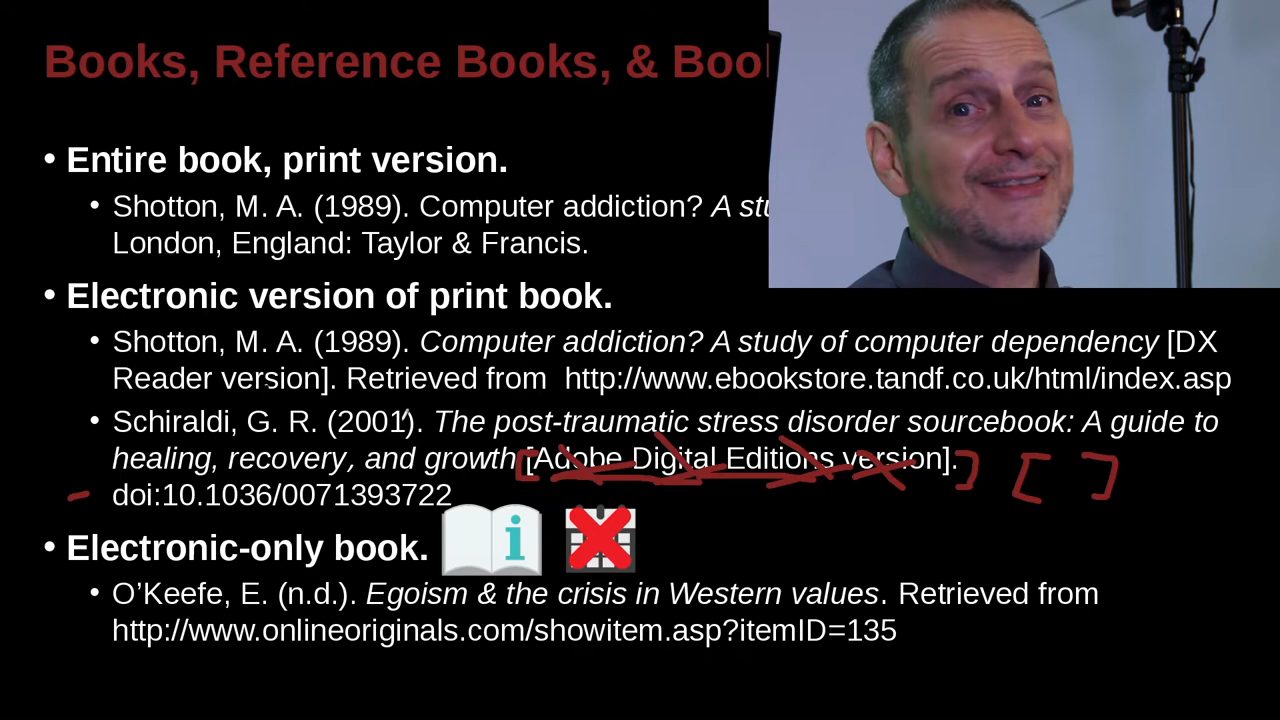 Books, Reference Books, & Boo
• Entire book, print version.
• Shotton, M. A. (1989). Computer addiction? A stu
London, England: Taylor & Francis.
• Electronic version of print book.
• Shotton, M. A. (1989). Computer addiction? A study of computer dependency [DX
Reader version]. Retrieved from http://www.ebookstore.tandf.co.uk/html/index.asp
• Schiraldi, G. R. (2001). The post-traumatic stress disorder sourcebook: A guide to
healing, recovery, and growth [Adobe Digital Editions version]. [ ]
doi:10.1036/0071393722
• Electronic-only book.
• O’Keefe, E. (n.d.). Egoism & the crisis in Western values. Retrieved from
http://www.onlineoriginals.com/showitem.asp?itemID=135